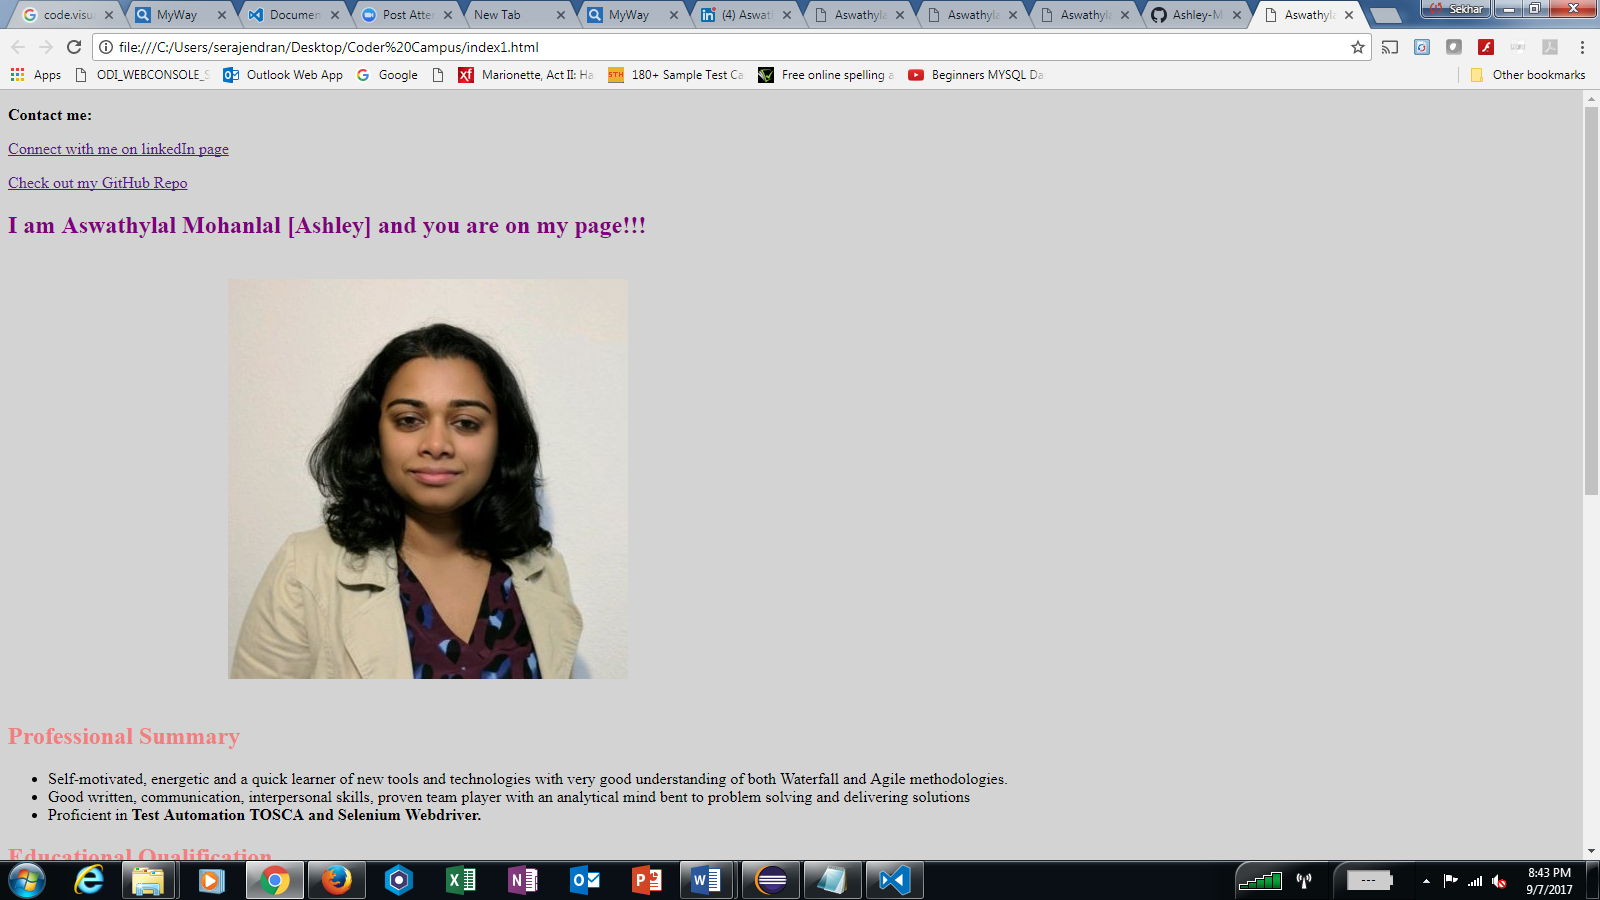 code.visu
MyWay
Documen
Post Atte
New Tab
MyWay
(4) Aswat
Aswathyla
Aswathyla
Aswathyla
Ashley-M
Aswathyla
Sekhar
file:///C:/Users/serajendran/Desktop/Coder%20Campus/index1.html
Apps
ODI_WEBCONSOLE_S
Outlook Web App
Google
Marionette, Act II: Ha
180+ Sample Test Ca
Free online spelling a
Beginners MYSQL Da
Other bookmarks
Contact me:
Connect with me on linkedIn page
Check out my GitHub Repo
I am Aswathylal Mohanlal [Ashley] and you are on my page!!!
Professional Summary
Self-motivated, energetic and a quick learner of new tools and technologies with very good understanding of both Waterfall and Agile methodologies.
Good written, communication, interpersonal skills, proven team player with an analytical mind bent to problem solving and delivering solutions
Proficient in Test Automation TOSCA and Selenium Webdriver.
Educational Qualification
8:43 PM
9/7/2017